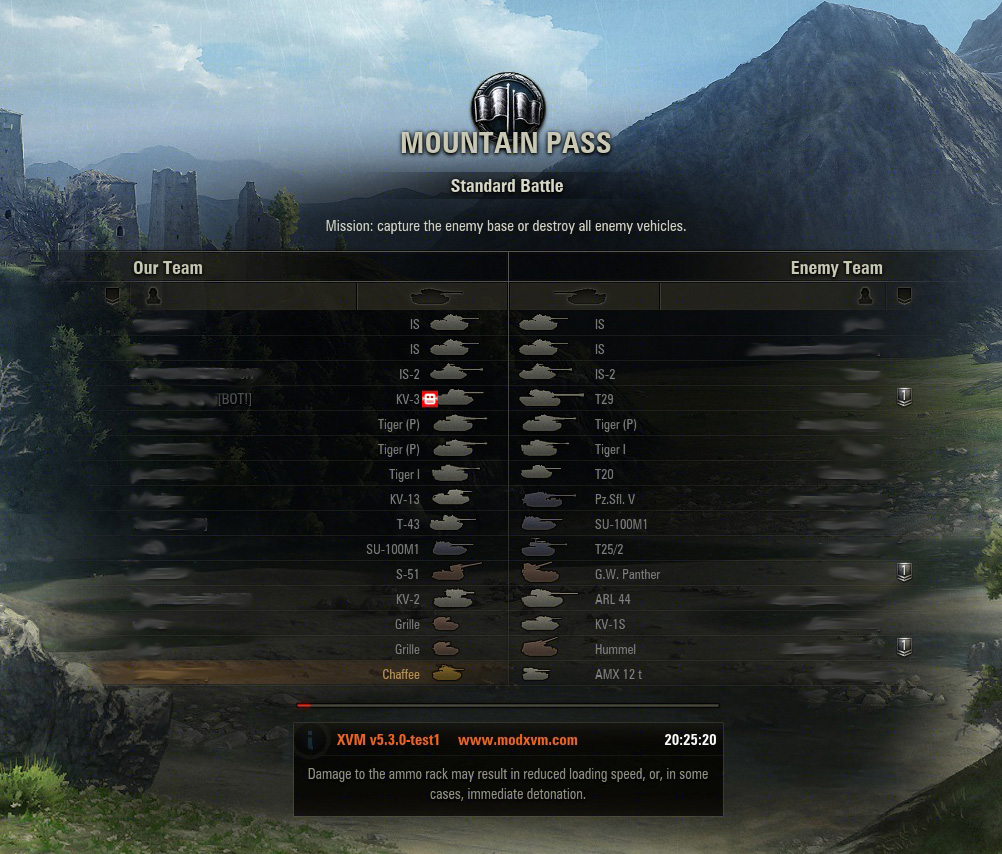 MOUNTAIN PASS
Standard Battle
Mission: capture the enemy base or destroy all enemy vehicles.
Our Team Enemy Team
IS IS
IS IS
IS-2 IS-2
[BOT!] KV-3 T29 I
Tiger (P) Tiger (P)
Tiger (P) Tiger I
Tiger I T20
KV-13 Pz.Sfl. V
T-43 SU-100M1
SU-100M1 T25/2
S-51 G.W. Panther I
KV-2 ARL 44
Grille KV-1S
Grille Hummel I
Chaffee AMX 12 t
i XVM v5.3.0-test1 www.modxvm.com 20:25:20
Damage to the ammo rack may result in reduced loading speed, or, in some
cases, immediate detonation.